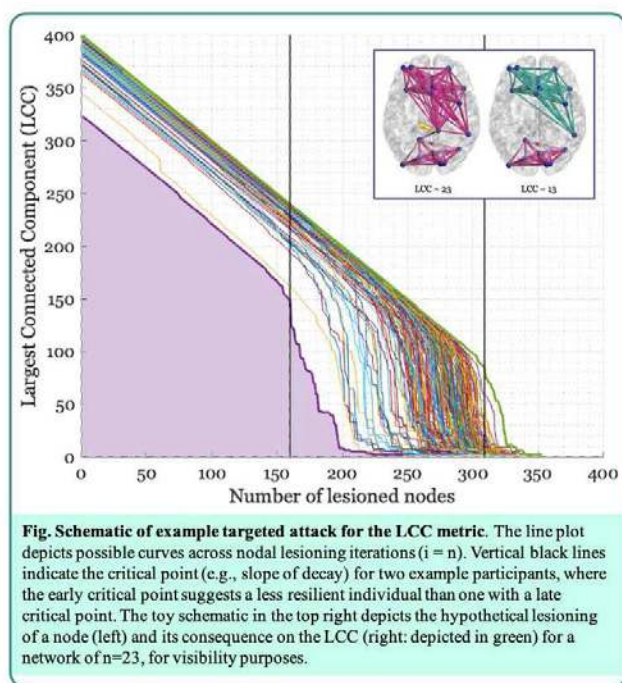 400
350
300
250
200
150
100
50
0
Largest Connected Component (LCC)
LCC = 23
LCC = 13
0 50 100 150 200 250 300 350 400
Number of lesioned nodes
Fig. Schematic of example targeted attack for the LCC metric. The line plot
depicts possible curves across nodal lesioning iterations (i = n). Vertical black lines
indicate the critical point (e.g., slope of decay) for two example participants, where
the early critical point suggests a less resilient individual than one with a late
critical point. The toy schematic in the top right depicts the hypothetical lesioning
of a node (left) and its consequence on the LCC (right: depicted in green) for a
network of n=23, for visibility purposes.